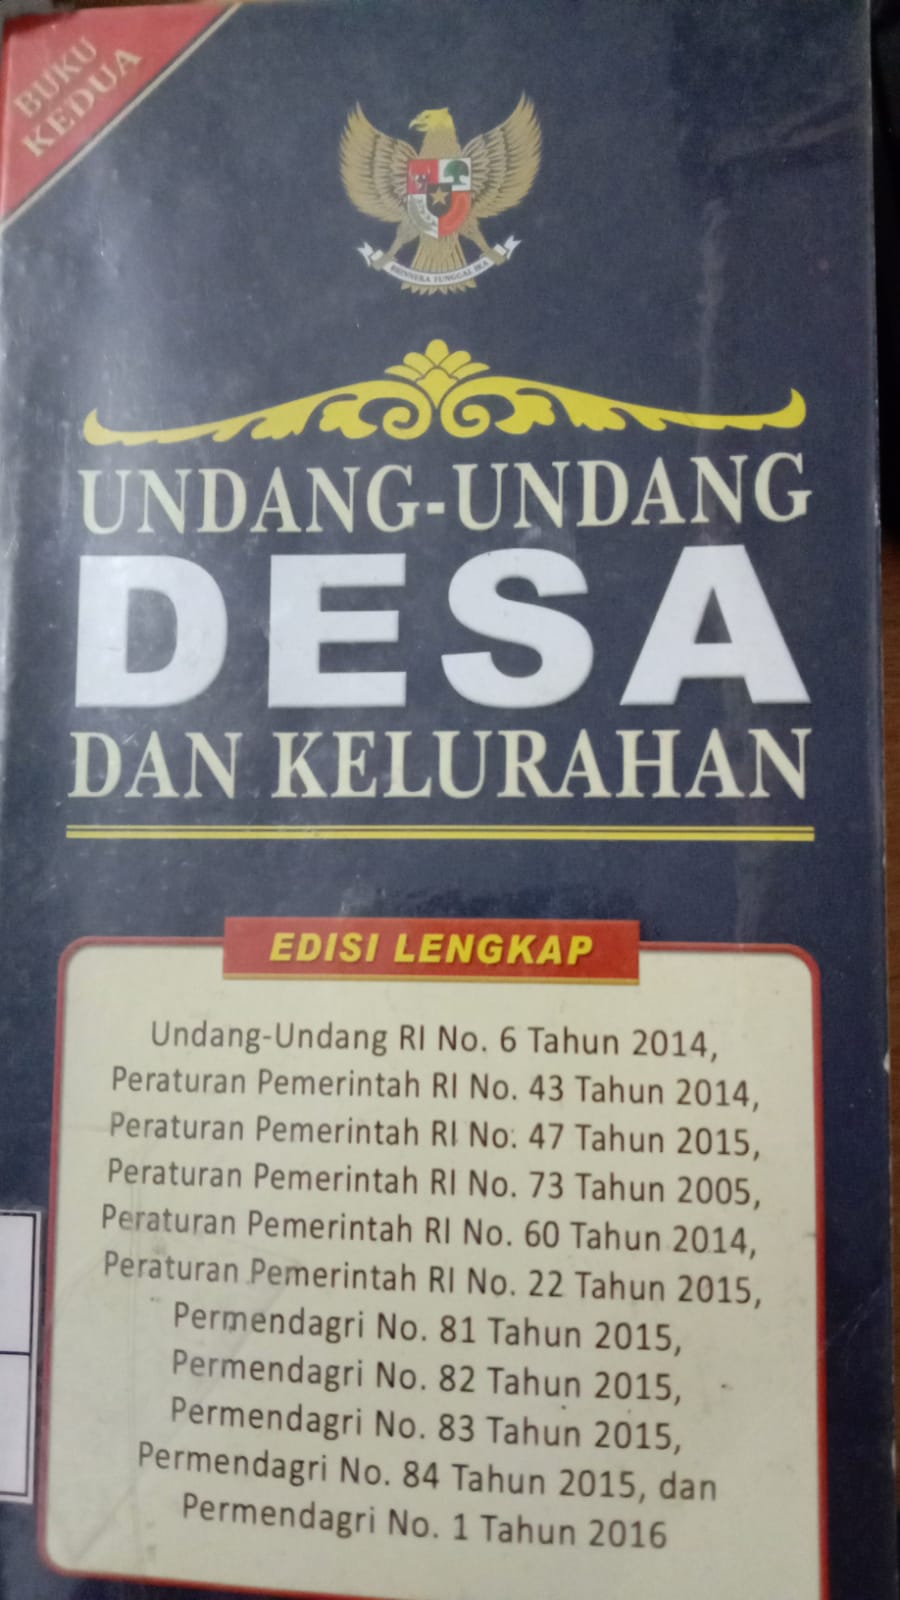 BUKU
KEDUA
BHINNEKA TUNGGAL IKA
UNDANG-UNDANG
DESA
DAN KELURAHAN
EDISI LENGKAP
Undang-Undang RI No. 6 Tahun 2014,
Peraturan Pemerintah RI No. 43 Tahun 2014,
Peraturan Pemerintah RI No. 47 Tahun 2015,
Peraturan Pemerintah RI No. 73 Tahun 2005,
Peraturan Pemerintah RI No. 60 Tahun 2014,
Peraturan Pemerintah RI No. 22 Tahun 2015,
Permendagri No. 81 Tahun 2015,
Permendagri No. 82 Tahun 2015,
Permendagri No. 83 Tahun 2015,
Permendagri No. 84 Tahun 2015, dan
Permendagri No. 1 Tahun 2016